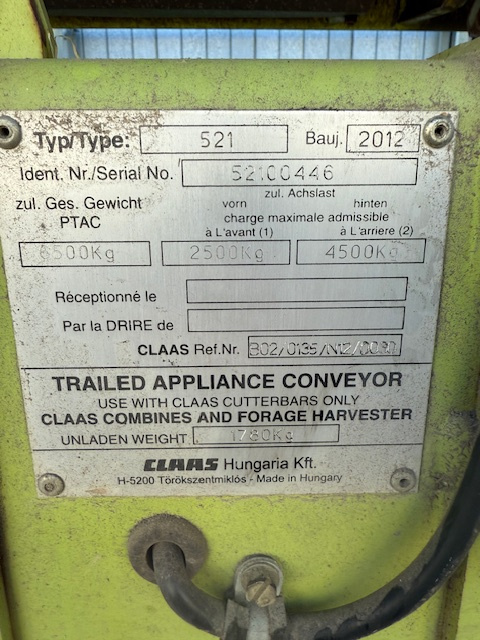 Typ/Type: 521 Bauj. 2012
Ident. Nr./Serial No. 52100446
zul. Ges. Gewicht zul. Achslast
PTAC vorn hinten
charge maximale admissible
à L'avant (1) à L'arriere (2)
6500Kg 2500Kg 4500Kg
Réceptionné le
Par la DRIRE de
CLAAS Ref.Nr.
TRAILED APPLIANCE CONVEYOR
USE WITH CLAAS CUTTERBARS ONLY
CLAAS COMBINES AND FORAGE HARVESTER
UNLADEN WEIGHT 1780Kg
CLAAS Hungaria Kft.
H-5200 Törökszentmiklós - Made in Hungary